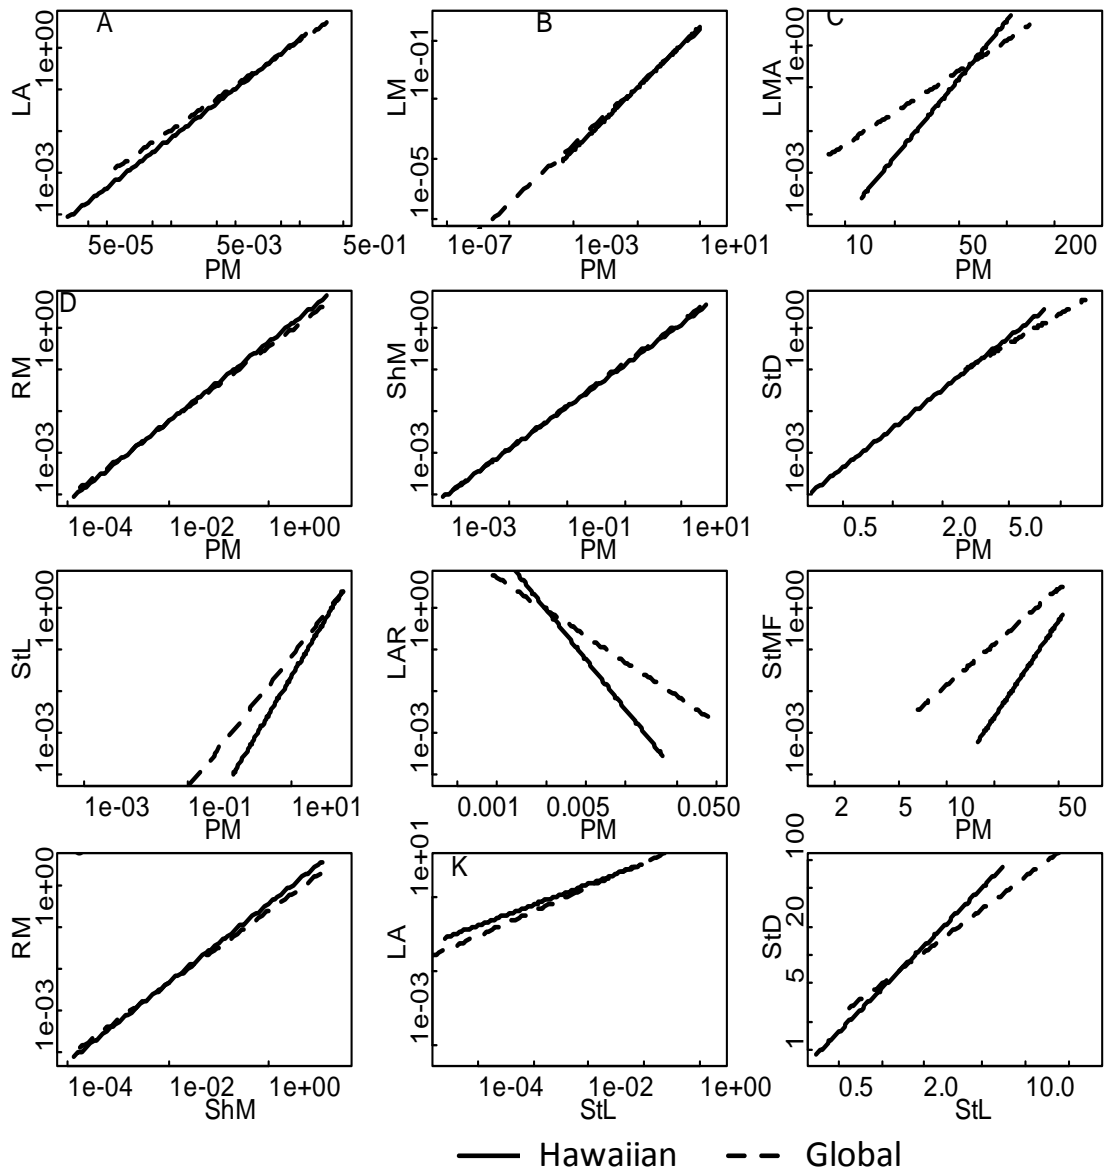 A
LA
1e-03 1e+00
5e-05 5e-03 5e-01
PM
B
LM
1e-05 1e-01
1e-07 1e-03 1e+01
PM
C
LMA
1e-03 1e+00
10 50 200
PM
D
RM
1e-03 1e+00
1e-04 1e-02 1e+00
PM
ShM
1e-03 1e+00
1e-03 1e-01 1e+01
PM
StD
1e-03 1e+00
0.5 2.0 5.0
PM
StL
1e-03 1e+00
1e-03 1e-01 1e+01
PM
LAR
1e-03 1e+00
0.001 0.005 0.050
PM
StMF
1e-03 1e+00
2 5 10 50
PM
RM
1e-03 1e+00
1e-04 1e-02 1e+00
ShM
K
LA
1e-03 1e+01
1e-04 1e-02 1e+00
StL
StD
1 5 20 100
0.5 2.0 10.0
StL
Hawaiian Global